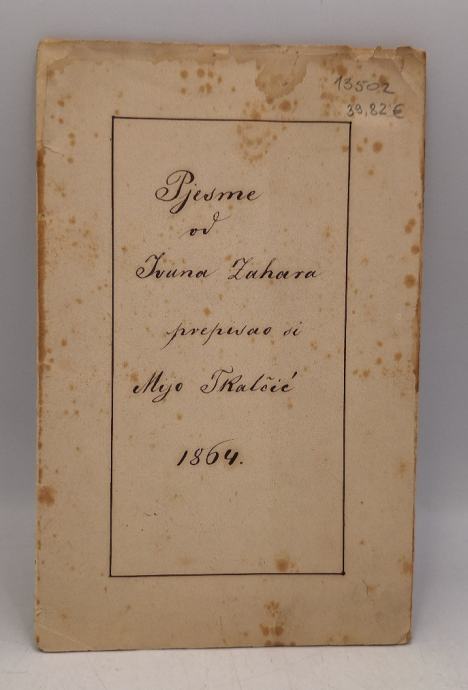 13502
39,82 €
Pjesme
od
Ivana Zahara
prepisao si
Mijo Tkalčić
1864.